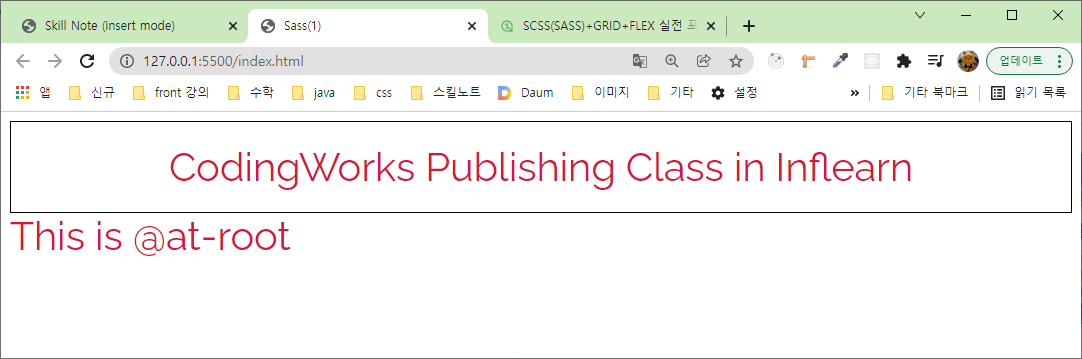 Skill Note (insert mode)
Sass(1)
SCSS(SASS)+GRID+FLEX 실전 포
127.0.0.1:5500/index.html
업데이트
앱 신규 front 강의 수학 java css 스킬노트 Daum 이미지 기타 설정 » 기타 북마크 읽기 목록
CodingWorks Publishing Class in Inflearn
This is @at-root